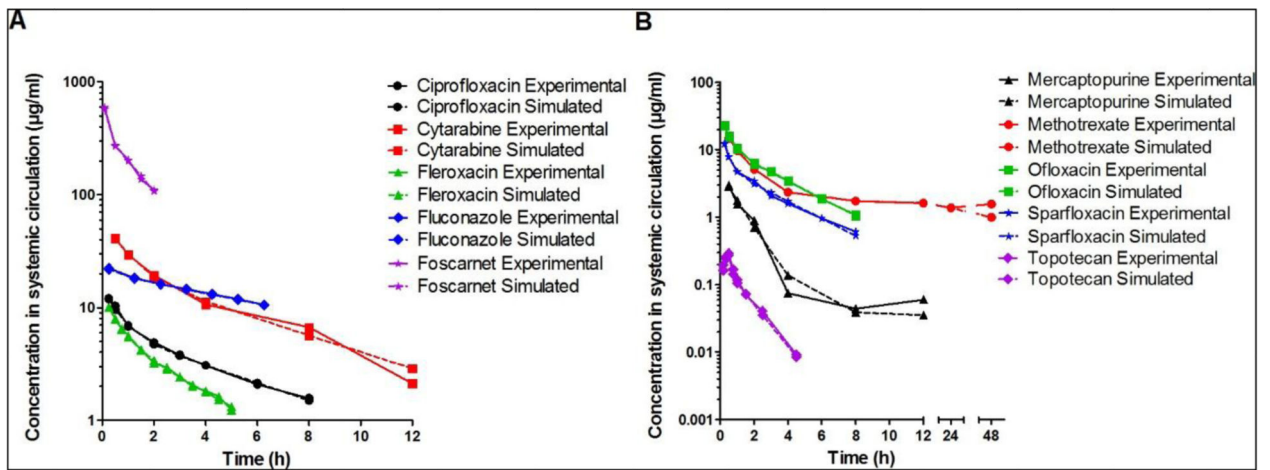 A
Concentration in systemic circulation (µg/ml)
1000
100
10
1
0 2 4 6 8 10 12
Time (h)
Ciprofloxacin Experimental
Ciprofloxacin Simulated
Cytarabine Experimental
Cytarabine Simulated
Fleroxacin Experimental
Fleroxacin Simulated
Fluconazole Experimental
Fluconazole Simulated
Foscarnet Experimental
Foscarnet Simulated
B
Concentration in systemic circulation (µg/ml)
100
10
1
0.1
0.01
0.001
0 2 4 6 8 10 12 24 48
Time (h)
Mercaptopurine Experimental
Mercaptopurine Simulated
Methotrexate Experimental
Methotrexate Simulated
Ofloxacin Experimental
Ofloxacin Simulated
Sparfloxacin Experimental
Sparfloxacin Simulated
Topotecan Experimental
Topotecan Simulated